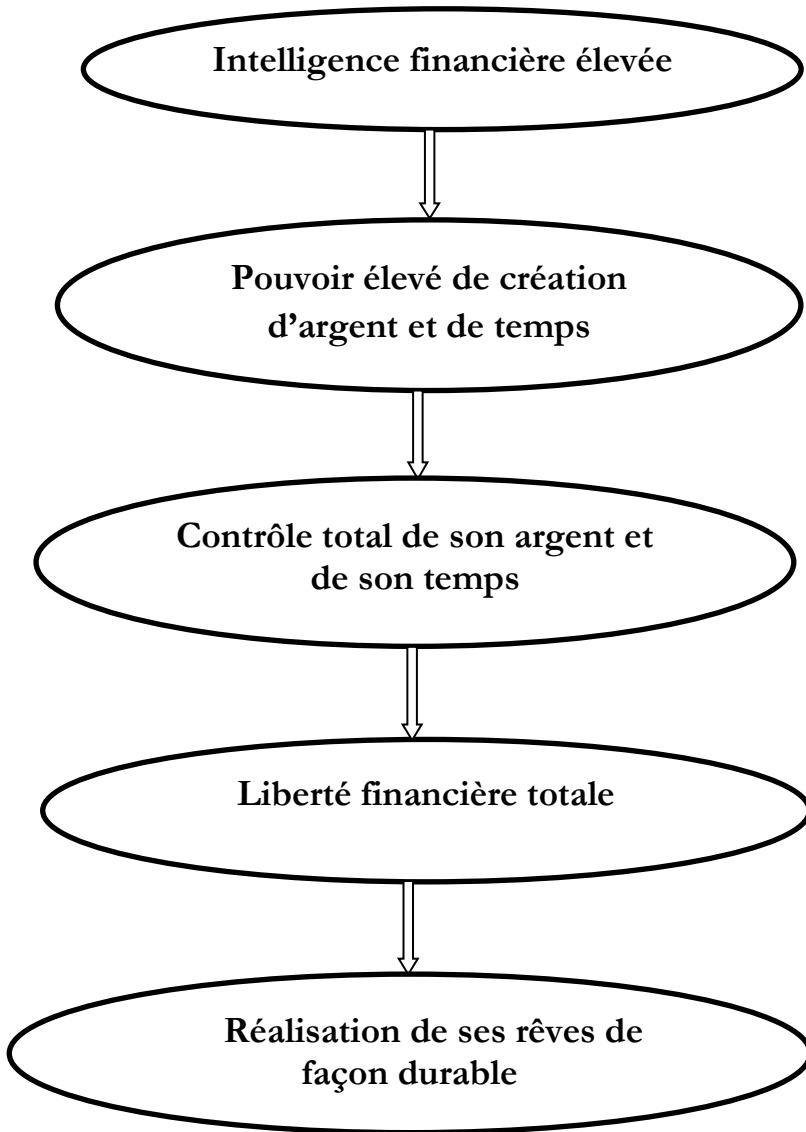 Intelligence financière élevée
Pouvoir élevé de création
d’argent et de temps
Contrôle total de son argent et
de son temps
Liberté financière totale
Réalisation de ses rêves de
façon durable